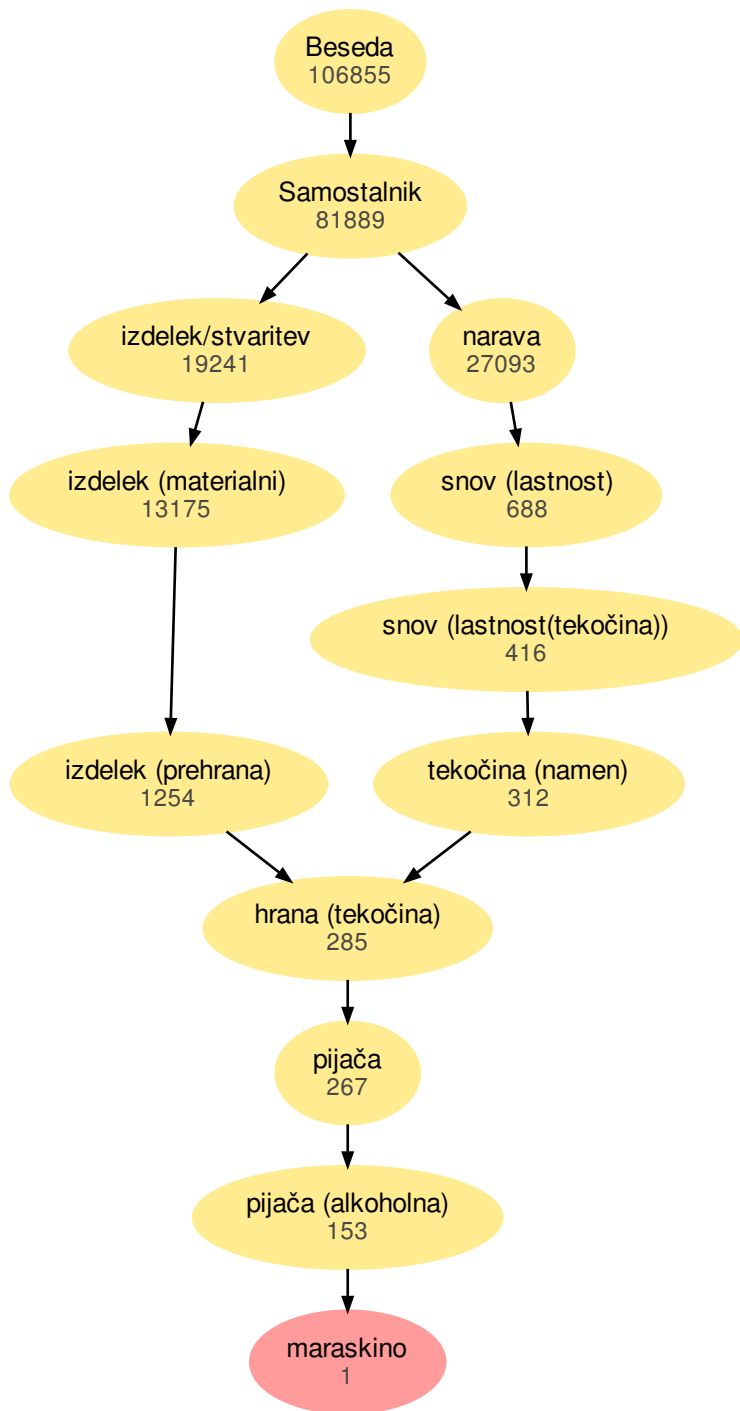 Beseda
106855
Samostalnik
81889
izdelek/stvaritev
19241
narava
27093
izdelek (materialni)
13175
snov (lastnost)
688
snov (lastnost(tekočina))
416
izdelek (prehrana)
1254
tekočina (namen)
312
hrana (tekočina)
285
pijača
267
pijača (alkoholna)
153
maraskino
1